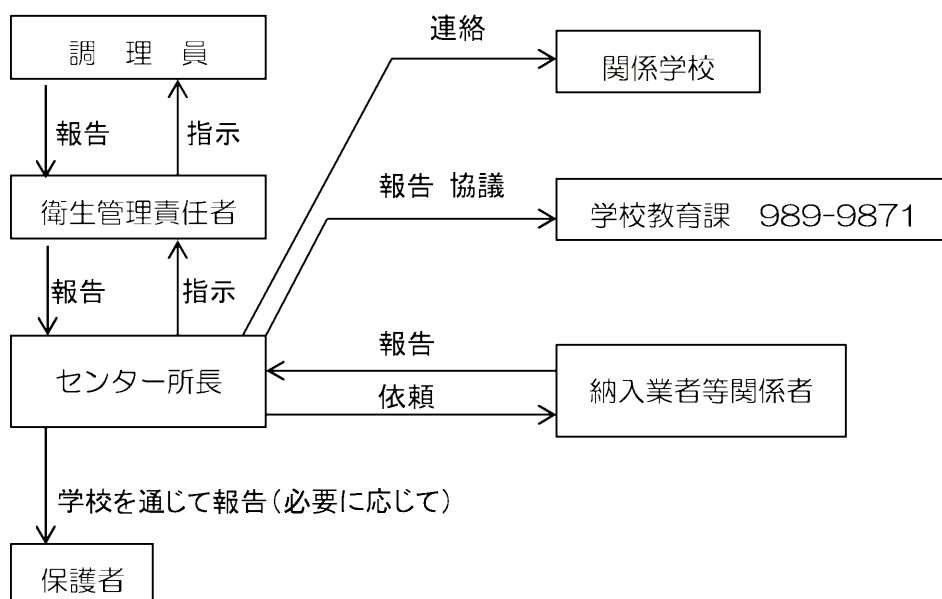 連絡
調 理 員
関係学校
報告
指示
報告 協議
衛生管理責任者
学校教育課 989-9871
報告
指示
報告
センター所長
依頼
納入業者等関係者
学校を通じて報告(必要に応じて)
保護者